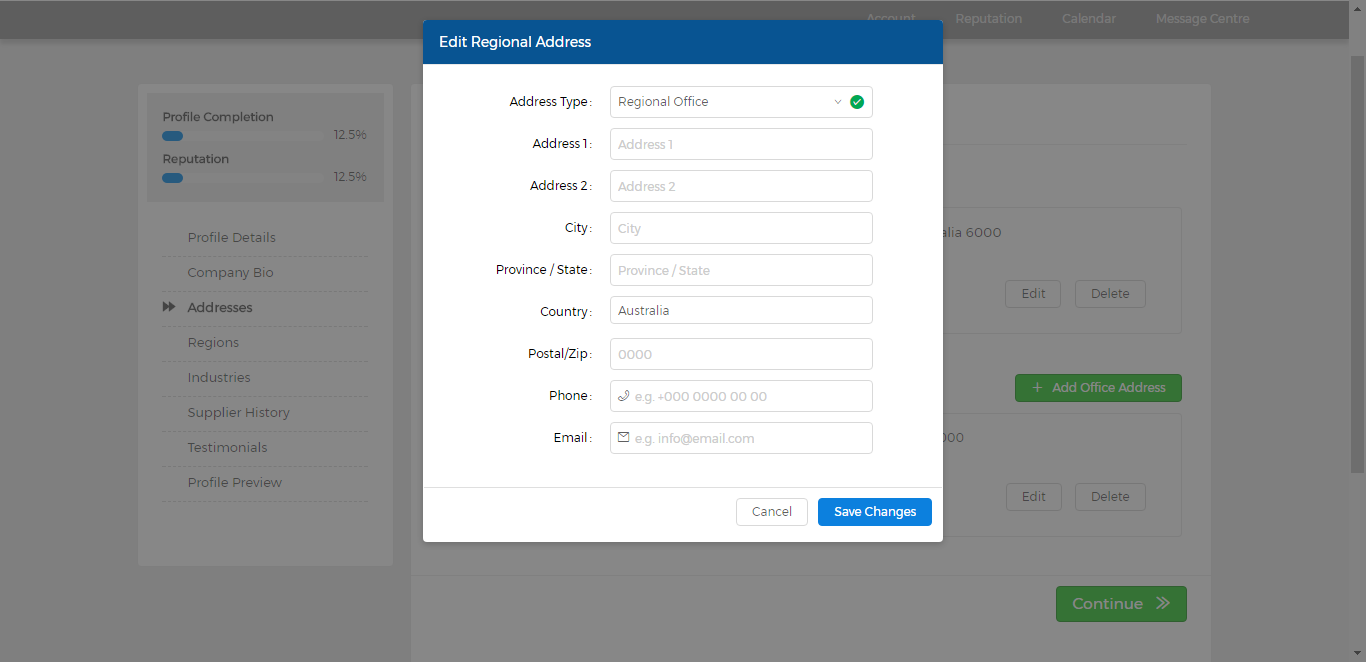 Account Reputation Calendar Message Centre
Edit Regional Address
Profile Completion
12.5%
Reputation
12.5%
Profile Details
Company Bio
Addresses
Regions
Industries
Supplier History
Testimonials
Profile Preview
Address Type: Regional Office
Address 1: Address 1
Address 2: Address 2
City: City
Province / State: Province / State
Country: Australia
Postal/Zip: 0000
Phone: e.g. +000 0000 00 00
Email: e.g. info@email.com
Cancel Save Changes
alia 6000
Edit Delete
+ Add Office Address
000
Edit Delete
Continue